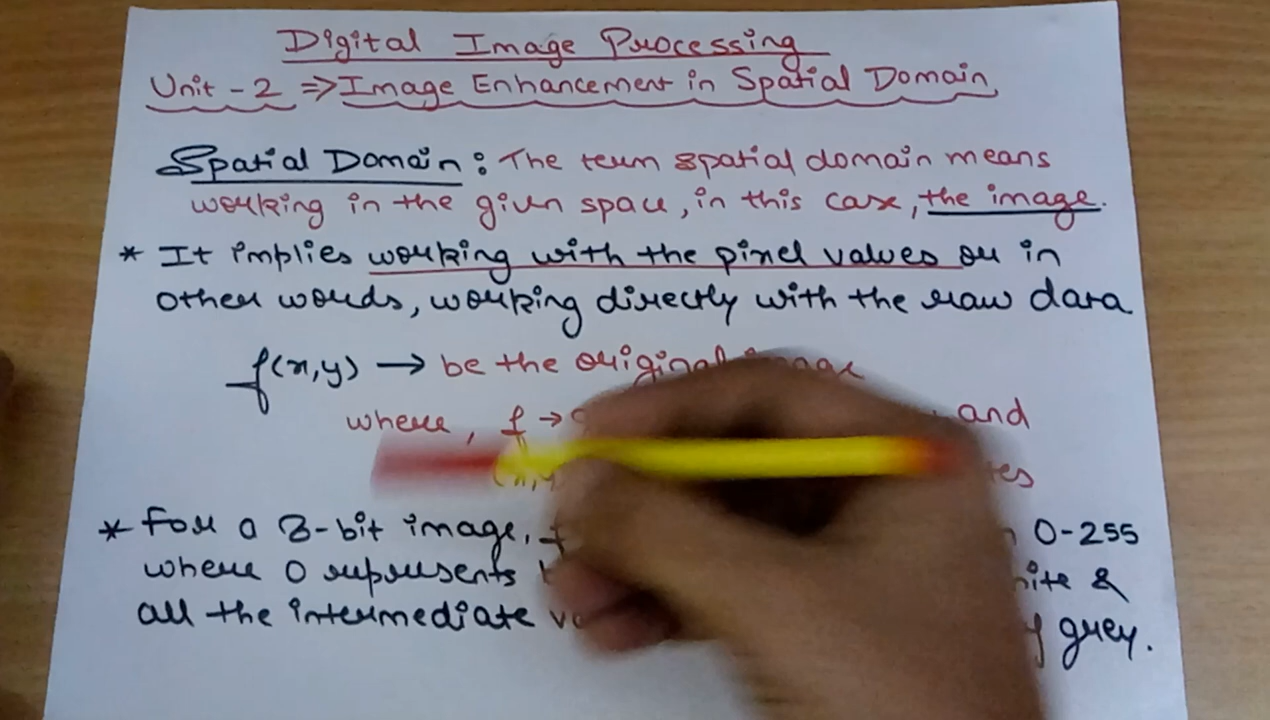 Digital Image Processing
Unit - 2 ⇒ Image Enhancement in Spatial Domain
Spatial Domain : The term spatial domain means
working in the given space, in this case, the image.
* It implies working with the pixel values or in
other words, working directly with the raw data
f(x,y) → be the original image
where, f → and
(x,y
* For a 8-bit image, f 0-255
where 0 represents &
all the intermediate grey.